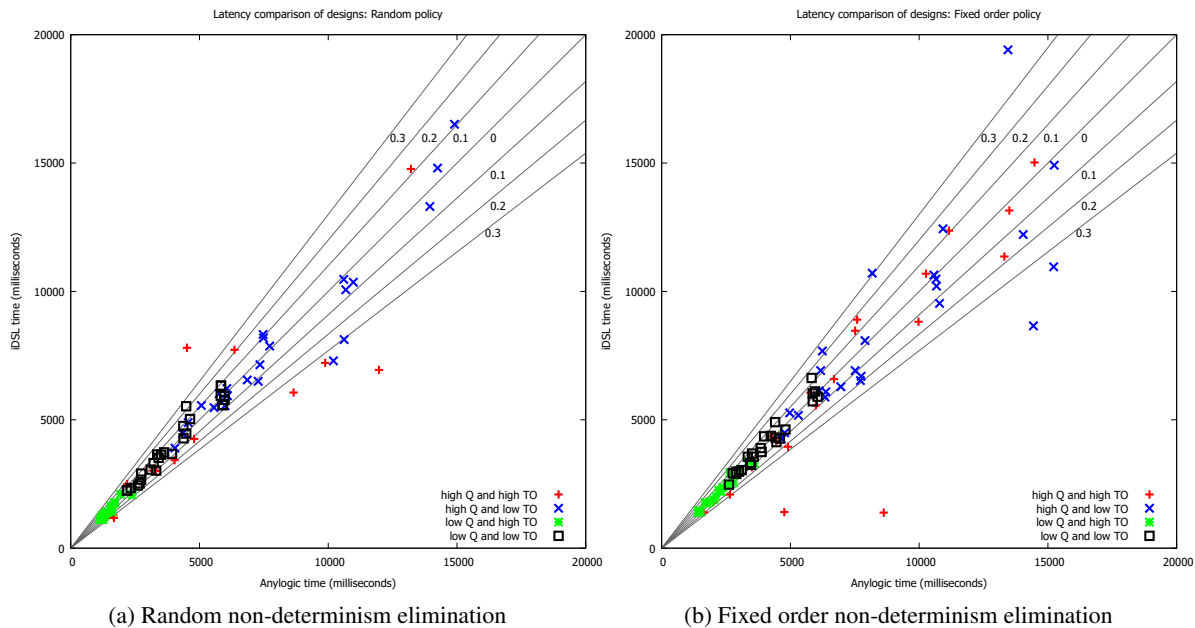 Latency comparison of designs: Random policy
20000
15000
10000
5000
0
iDSL time (milliseconds)
0.3
0.2
0.1
0
0.1
0.2
0.3
high Q and high TO
high Q and low TO
low Q and high TO
low Q and low TO
0
5000
10000
15000
20000
Anylogic time (milliseconds)
(a) Random non-determinism elimination
Latency comparison of designs: Fixed order policy
20000
15000
10000
5000
0
iDSL time (milliseconds)
0.3
0.2
0.1
0
0.1
0.2
0.3
high Q and high TO
high Q and low TO
low Q and high TO
low Q and low TO
0
5000
10000
15000
20000
Anylogic time (milliseconds)
(b) Fixed order non-determinism elimination